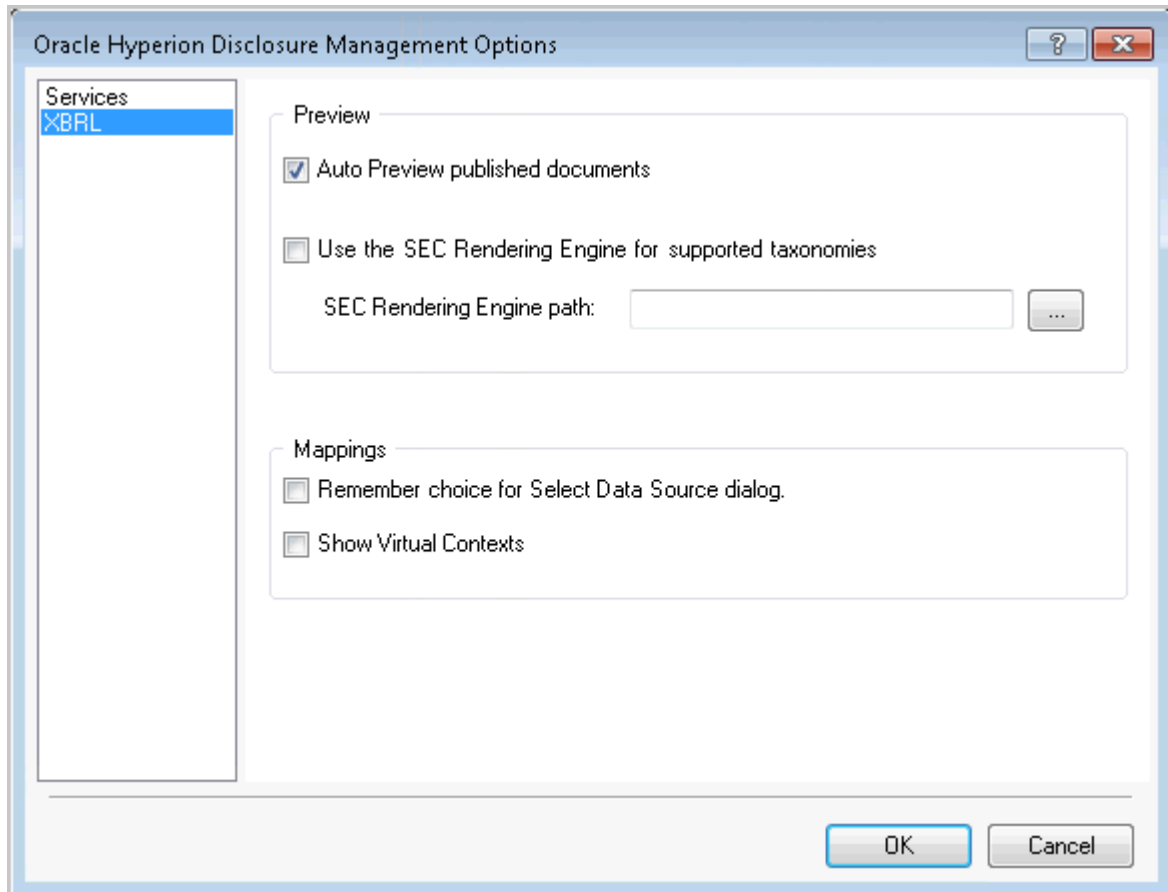 Oracle Hyperion Disclosure Management Options
?
Services
XBRL
Preview
Auto Preview published documents
Use the SEC Rendering Engine for supported taxonomies
SEC Rendering Engine path:
...
Mappings
Remember choice for Select Data Source dialog.
Show Virtual Contexts
OK
Cancel